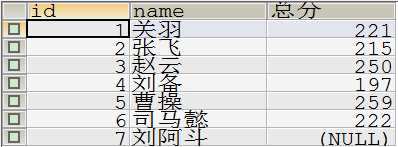 id name 总分
1 关羽 221
2 张飞 215
3 赵云 250
4 刘备 197
5 曹操 259
6 司马懿 222
7 刘阿斗 (NULL)